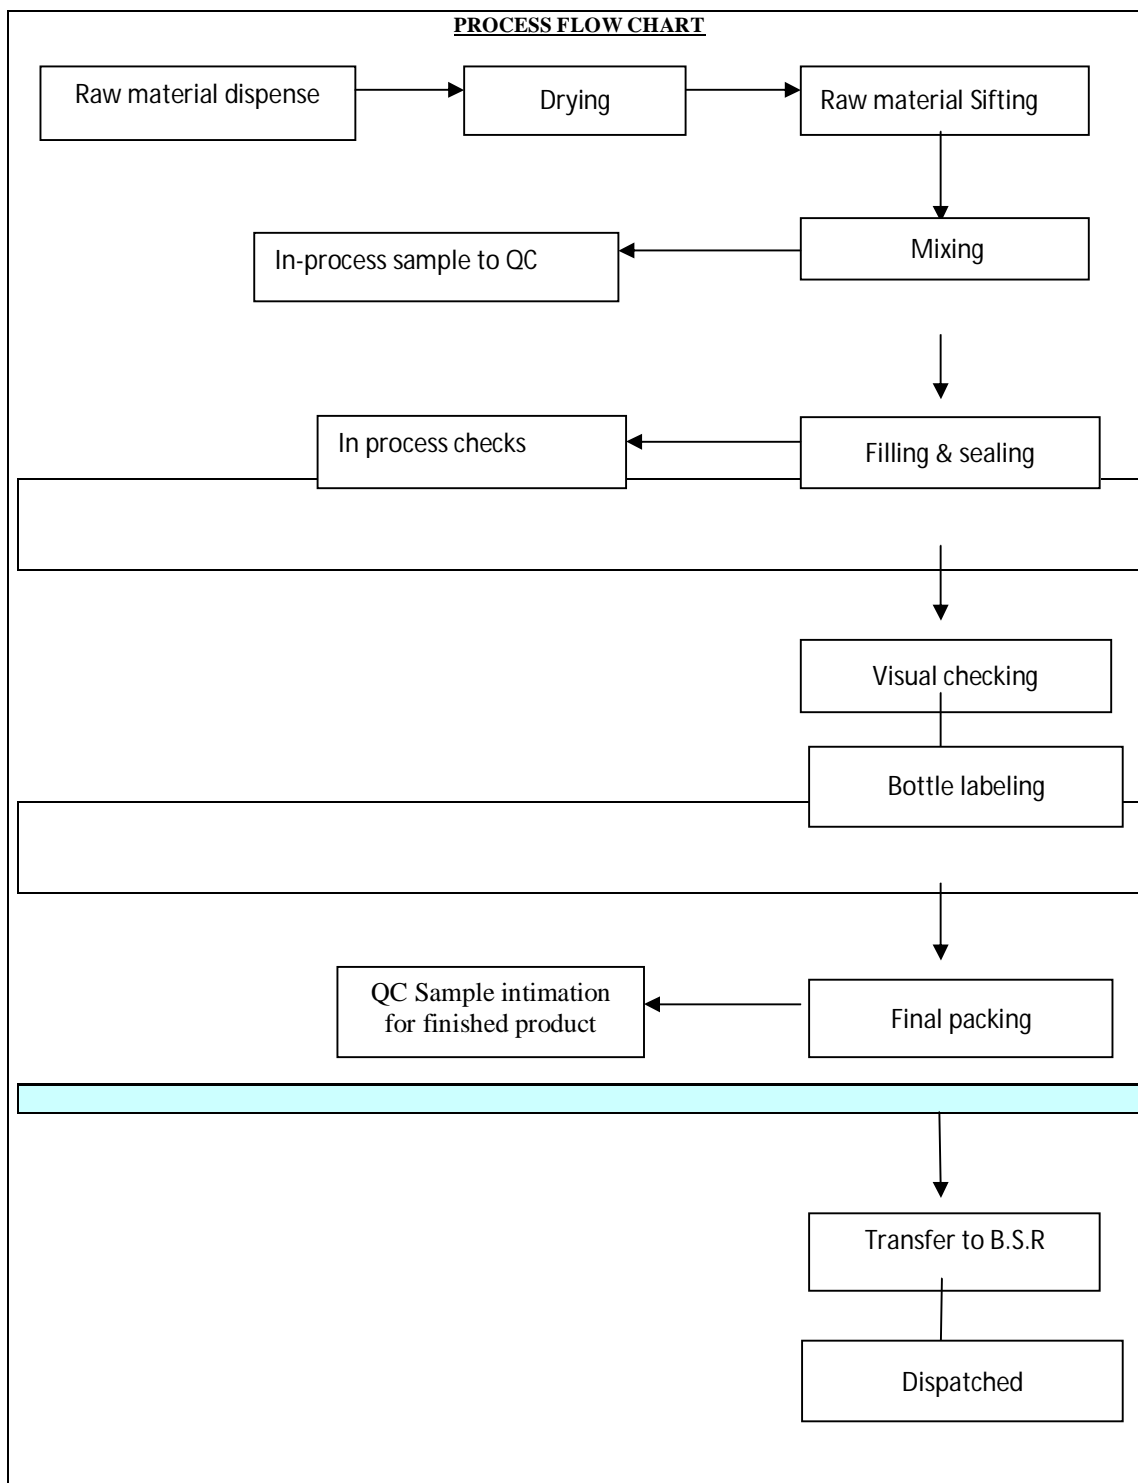 PROCESS FLOW CHART
Raw material dispense
Drying
Raw material Sifting
Mixing
In-process sample to QC
In process checks
Filling & sealing
Visual checking
Bottle labeling
QC Sample intimation
for finished product
Final packing
Transfer to B.S.R
Dispatched